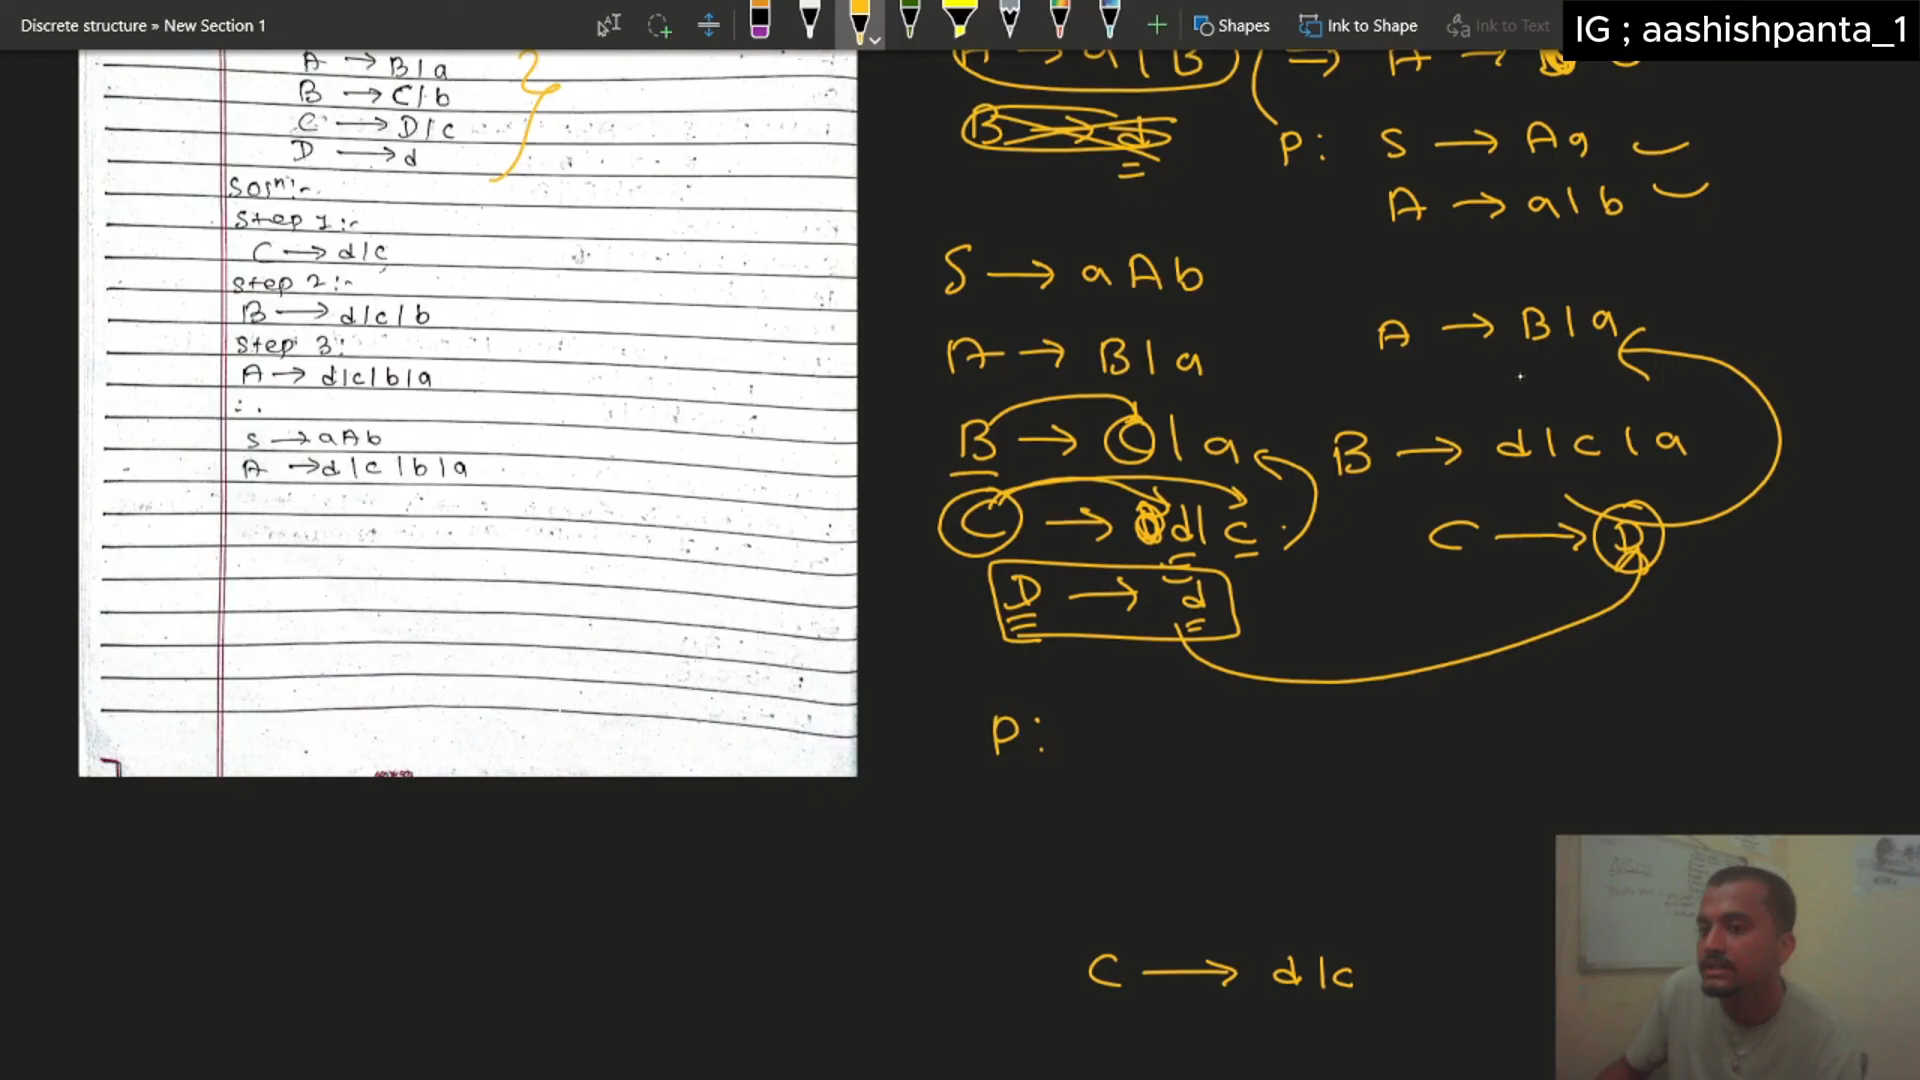 Discrete structure » New Section 1
Shapes
Ink to Shape
Ink to Text
IG ; aashishpanta_1
A → B | a
B → C | b
C → D | c
D → d
Solⁿ:-
Step 1:-
C → d | c
Step 2:-
B → d | c | b
Step 3:
A → d | c | b | a
∴
S → aAb
A → d | c | b | a
A → a | B
B → d
⇒ A →
P: S → Aa
A → a | b
S → aAb
A → B | a
B → C | a
C → d | c
D → d
A → B | a
B → d | c | a
C → D
P:
C → d | c